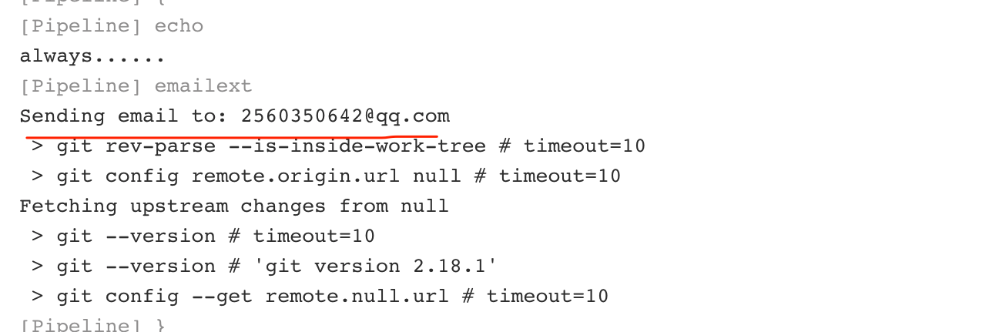 [Pipeline] {
[Pipeline] echo
always......
[Pipeline] emailext
Sending email to: 2560350642@qq.com
 > git rev-parse --is-inside-work-tree # timeout=10
 > git config remote.origin.url null # timeout=10
Fetching upstream changes from null
 > git --version # timeout=10
 > git --version # 'git version 2.18.1'
 > git config --get remote.null.url # timeout=10
[Pipeline] }